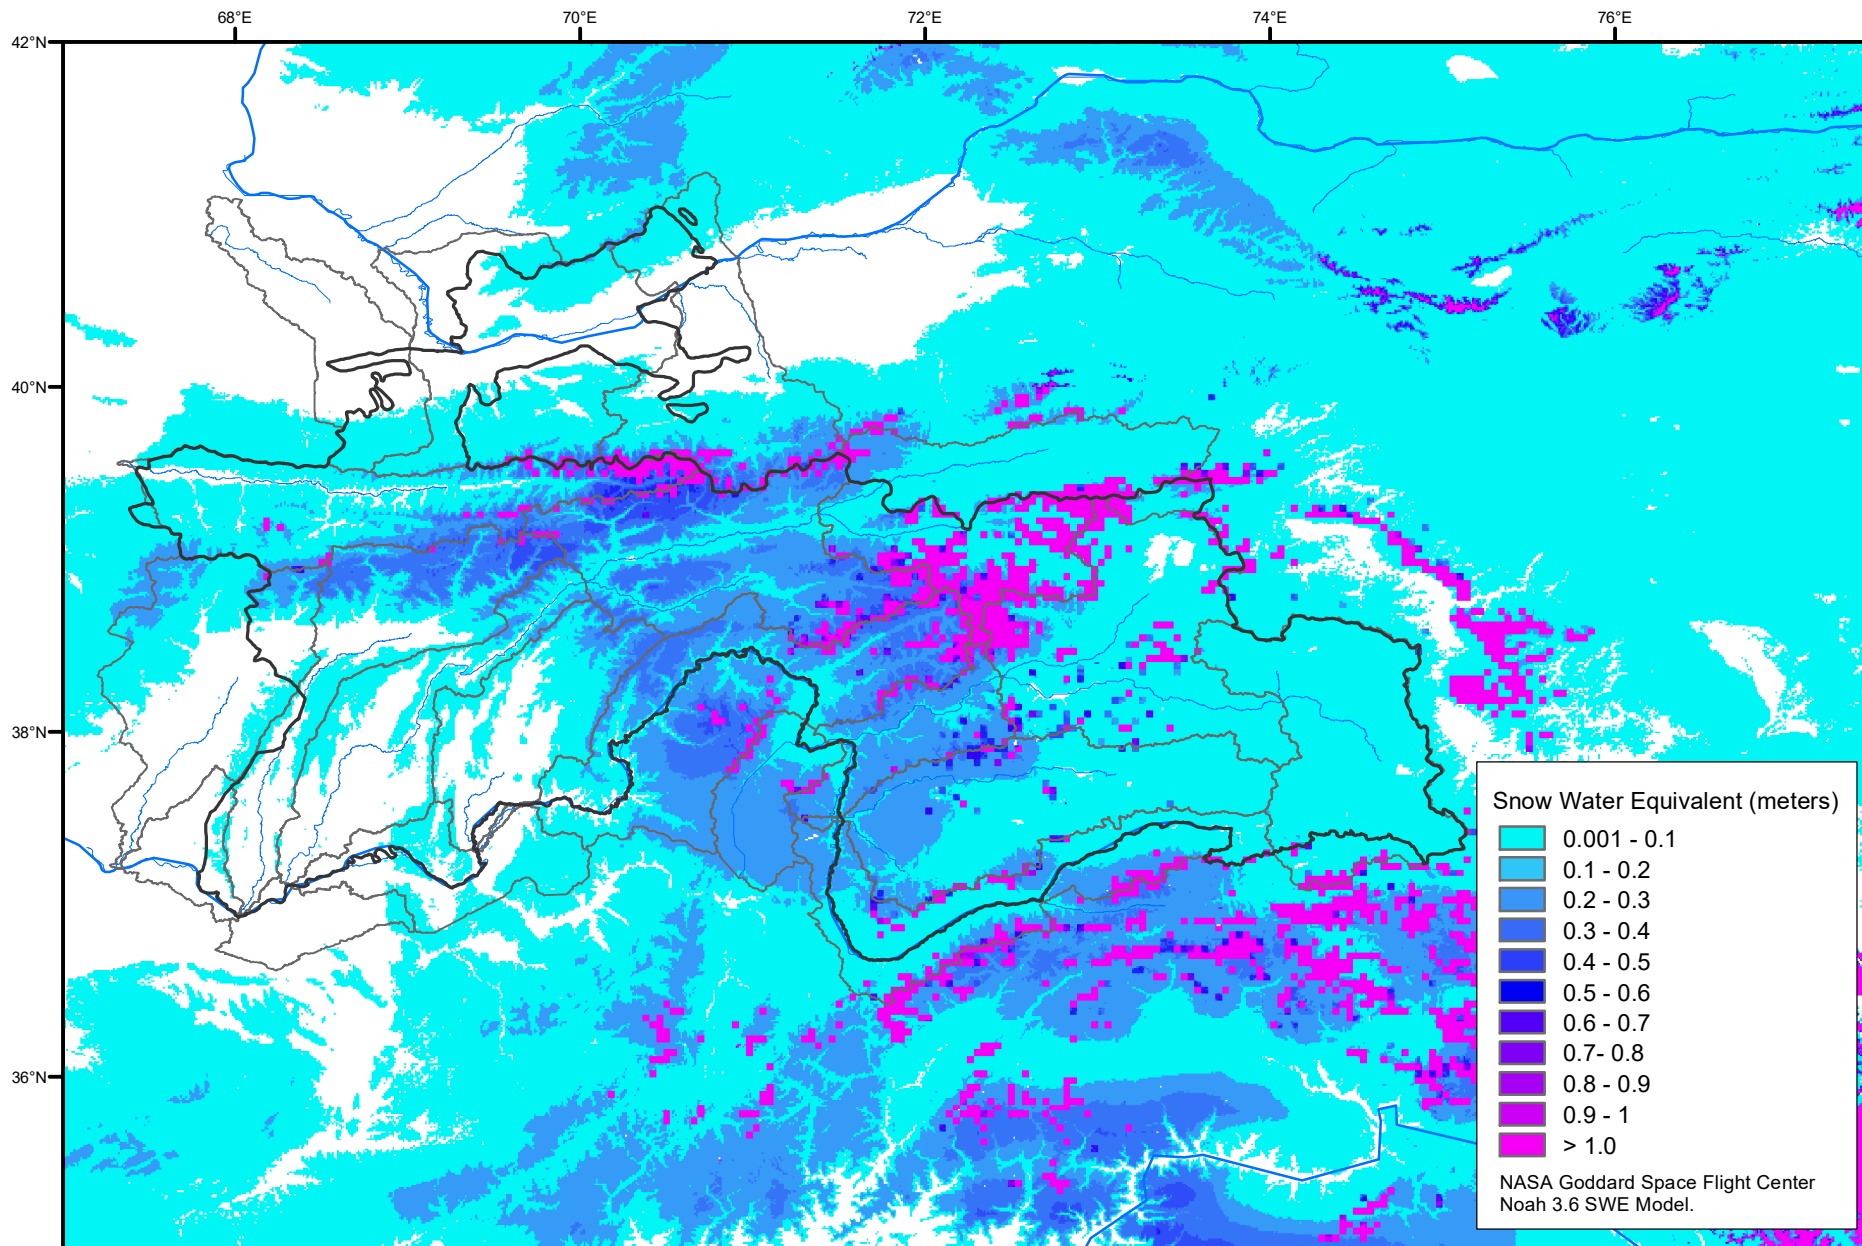 68°E 70°E 72°E 74°E 76°E
42°N
40°N
38°N
36°N
Snow Water Equivalent (meters)
0.001 - 0.1
0.1 - 0.2
0.2 - 0.3
0.3 - 0.4
0.4 - 0.5
0.5 - 0.6
0.6 - 0.7
0.7- 0.8
0.8 - 0.9
0.9 - 1
> 1.0
NASA Goddard Space Flight Center
Noah 3.6 SWE Model.